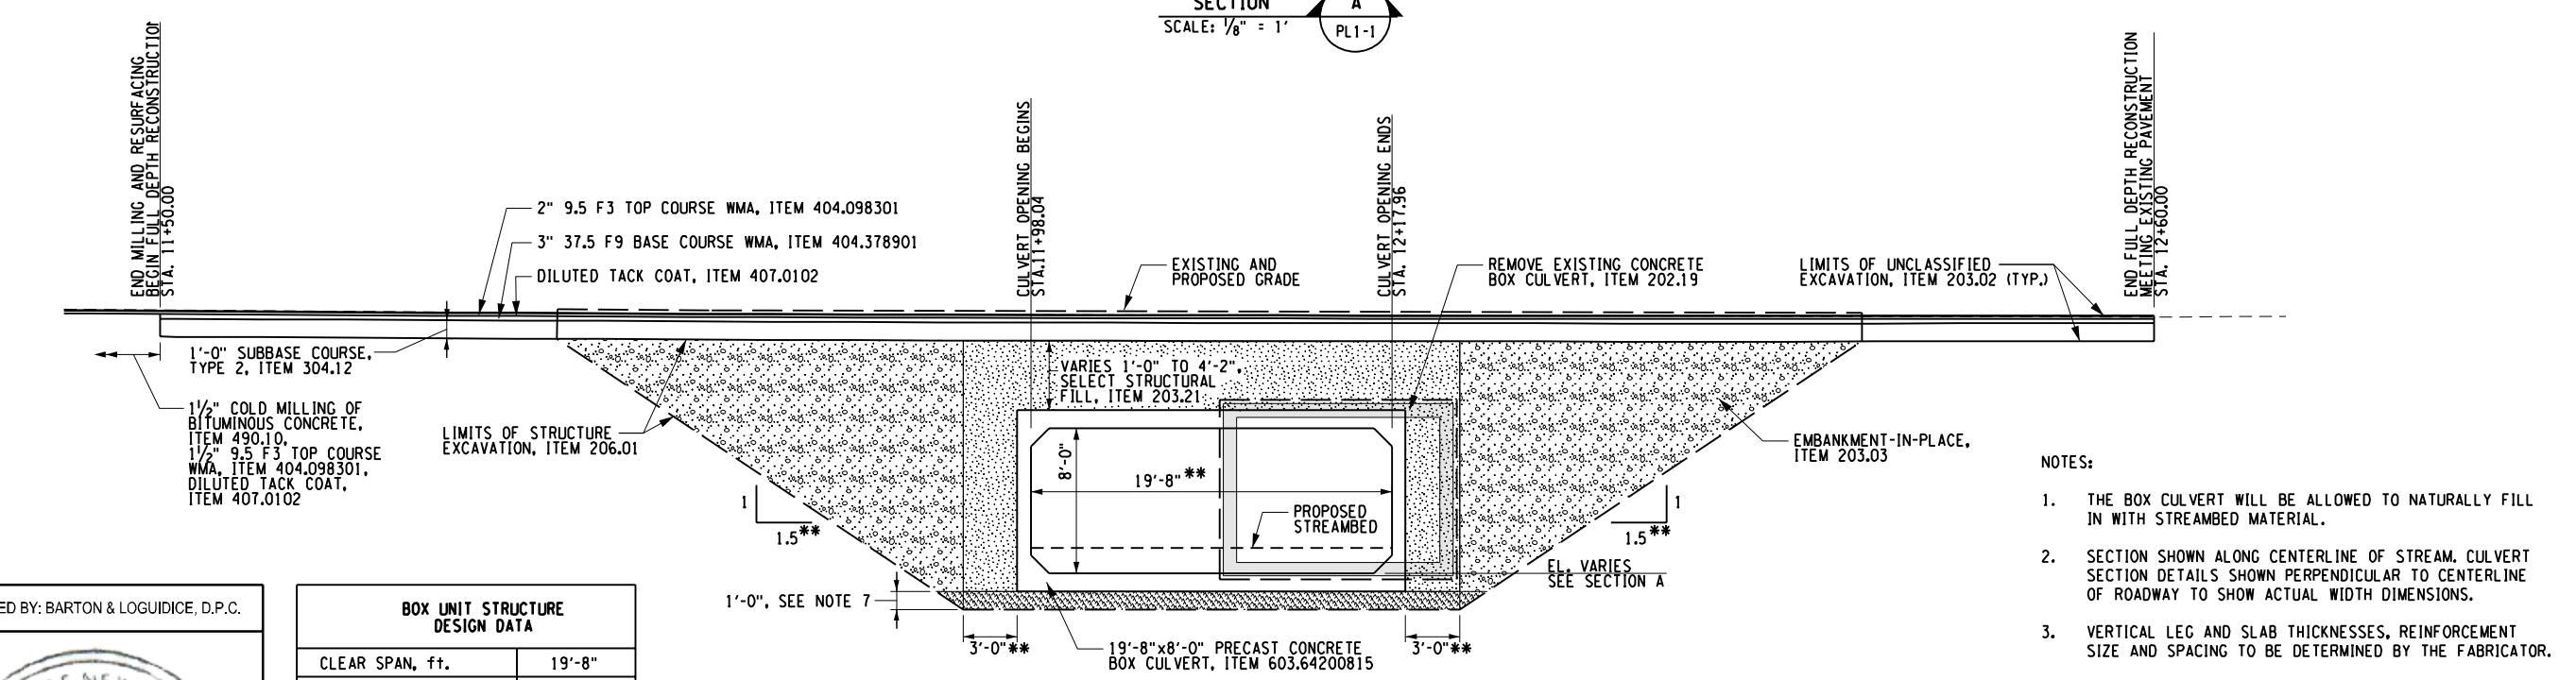 SECTION
SCALE: 1/8" = 1'
A
PL1-1
END MILLING AND RESURFACING
BEGIN FULL DEPTH RECONSTRUCTION
STA. 11+50.00
CULVERT OPENING BEGINS
STA.11+98.04
CULVERT OPENING ENDS
STA. 12+17.96
END FULL DEPTH RECONSTRUCTION
MEETING EXISTING PAVEMENT
STA. 12+60.00
2" 9.5 F3 TOP COURSE WMA, ITEM 404.098301
3" 37.5 F9 BASE COURSE WMA, ITEM 404.378901
DILUTED TACK COAT, ITEM 407.0102
EXISTING AND
PROPOSED GRADE
REMOVE EXISTING CONCRETE
BOX CULVERT, ITEM 202.19
LIMITS OF UNCLASSIFIED
EXCAVATION, ITEM 203.02 (TYP.)
1'-0" SUBBASE COURSE,
TYPE 2, ITEM 304.12
VARIES 1'-0" TO 4'-2",
SELECT STRUCTURAL
FILL, ITEM 203.21
1 1/2" COLD MILLING OF
BITUMINOUS CONCRETE,
ITEM 490.10,
1 1/2" 9.5 F3 TOP COURSE
WMA, ITEM 404.098301,
DILUTED TACK COAT,
ITEM 407.0102
LIMITS OF STRUCTURE
EXCAVATION, ITEM 206.01
EMBANKMENT-IN-PLACE,
ITEM 203.03
8'-0"
19'-8" **
PROPOSED
STREAMBED
1
1.5**
1
1.5**
EL. VARIES
SEE SECTION A
1'-0", SEE NOTE 7
3'-0"**
3'-0"**
19'-8"x8'-0" PRECAST CONCRETE
BOX CULVERT, ITEM 603.64200815
NOTES:
1. THE BOX CULVERT WILL BE ALLOWED TO NATURALLY FILL
IN WITH STREAMBED MATERIAL.
2. SECTION SHOWN ALONG CENTERLINE OF STREAM. CULVERT
SECTION DETAILS SHOWN PERPENDICULAR TO CENTERLINE
OF ROADWAY TO SHOW ACTUAL WIDTH DIMENSIONS.
3. VERTICAL LEG AND SLAB THICKNESSES, REINFORCEMENT
SIZE AND SPACING TO BE DETERMINED BY THE FABRICATOR.
ED BY: BARTON & LOGUIDICE, D.P.C.
BOX UNIT STRUCTURE
DESIGN DATA
CLEAR SPAN, ft. 19'-8"